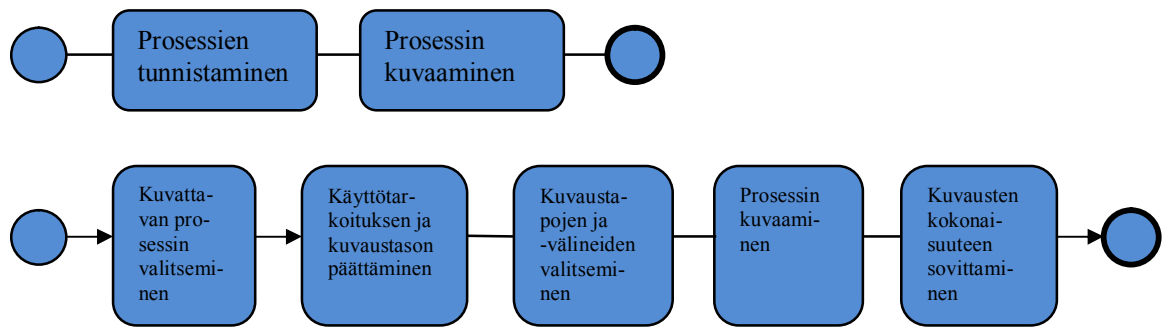 Prosessien
tunnistaminen
Prosessin
kuvaaminen
Kuvatta-
van pro-
sessin
valitsemi-
nen
Käyttötar-
koituksen ja
kuvaustason
päättäminen
Kuvausta-
pojen ja
-välineiden
valitsemi-
nen
Prosessin
kuvaami-
nen
Kuvausten
kokonai-
suuteen
sovittami-
nen